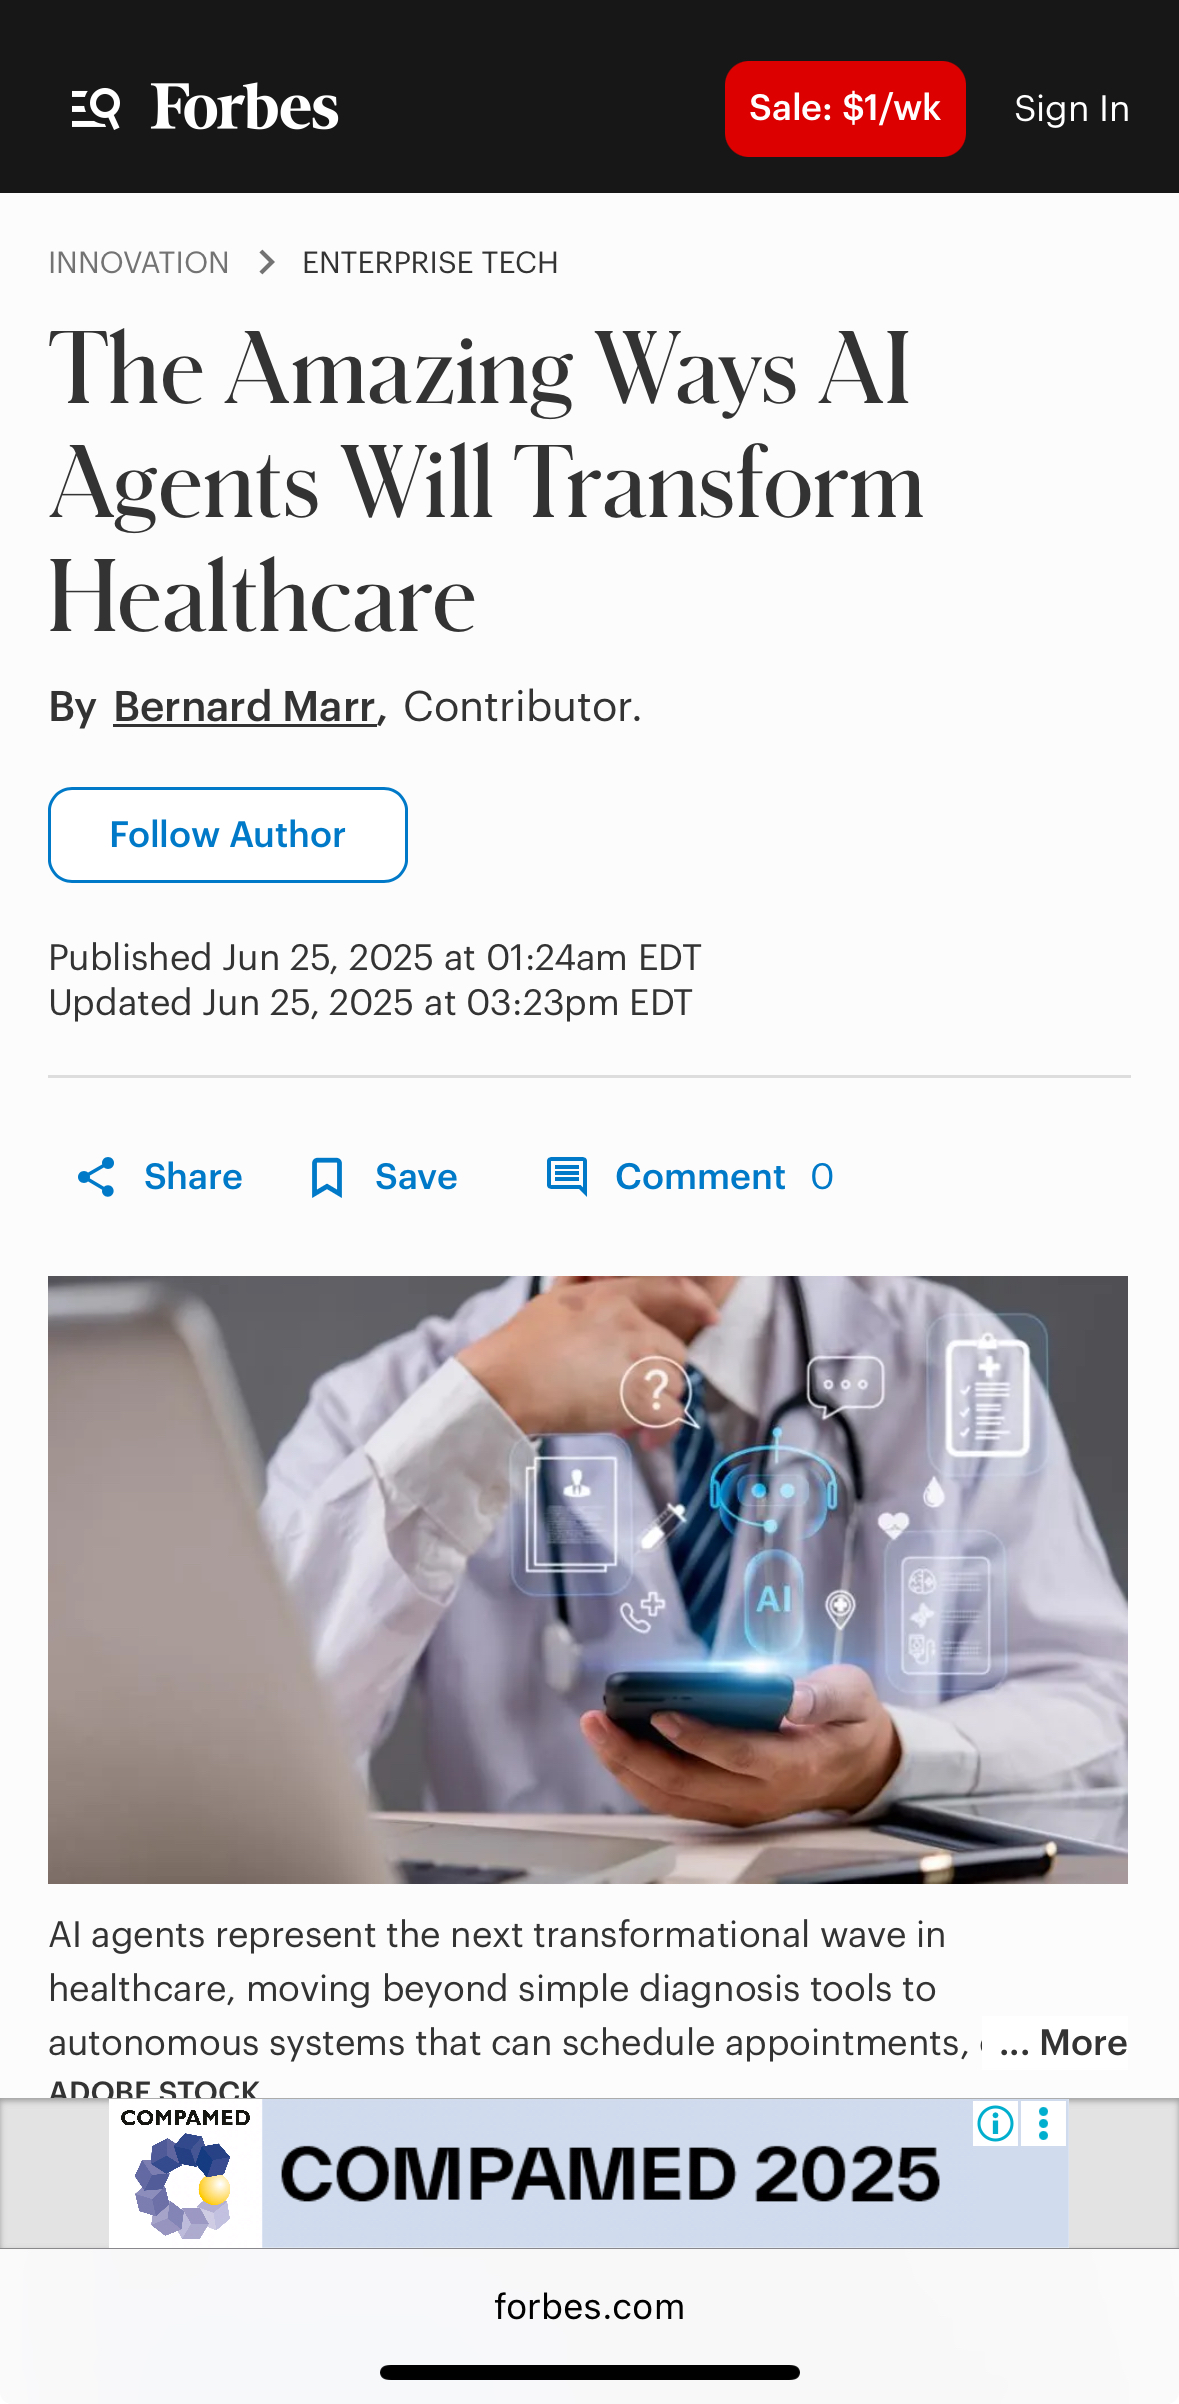 Forbes
Sale: $1/wk
Sign In
INNOVATION > ENTERPRISE TECH
The Amazing Ways AI
Agents Will Transform
Healthcare
By Bernard Marr, Contributor.
Follow Author
Published Jun 25, 2025 at 01:24am EDT
Updated Jun 25, 2025 at 03:23pm EDT
Share
Save
Comment 0
?
AI
AI agents represent the next transformational wave in
healthcare, moving beyond simple diagnosis tools to
autonomous systems that can schedule appointments, ... More
ADOBE STOCK
COMPAMED
COMPAMED 2025
forbes.com